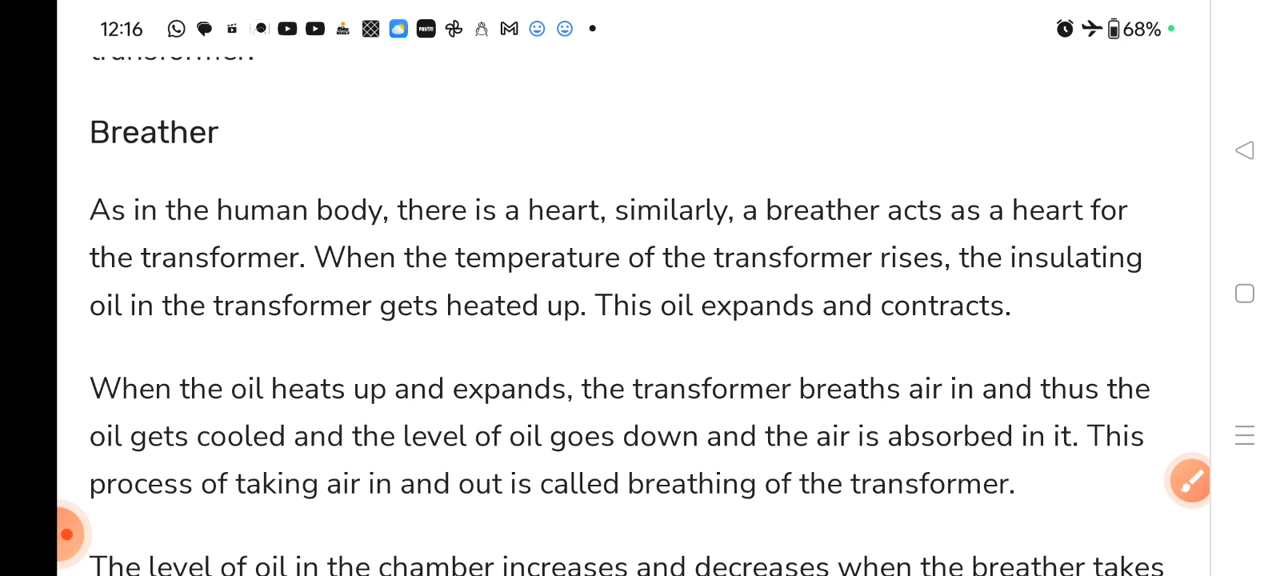 12:16 68%
transformer.
Breather
As in the human body, there is a heart, similarly, a breather acts as a heart for
the transformer. When the temperature of the transformer rises, the insulating
oil in the transformer gets heated up. This oil expands and contracts.
When the oil heats up and expands, the transformer breaths air in and thus the
oil gets cooled and the level of oil goes down and the air is absorbed in it. This
process of taking air in and out is called breathing of the transformer.
The level of oil in the chamber increases and decreases when the breather takes